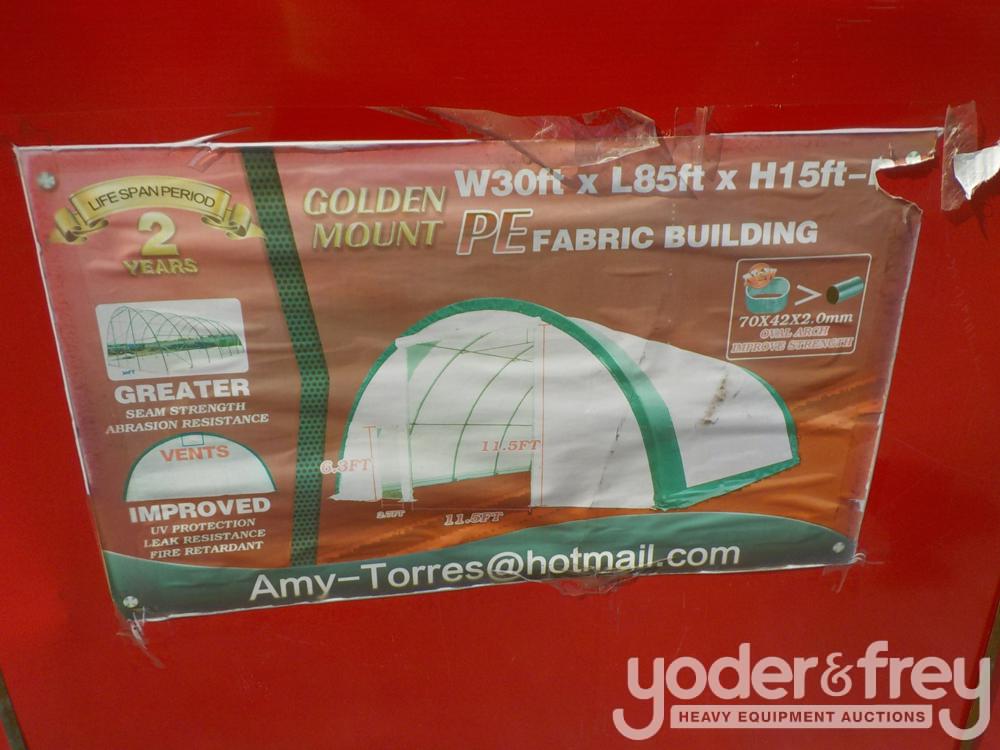 LIFE SPAN PERIOD
2
YEARS
GOLDEN
MOUNT
W30ft x L85ft x H15ft-
PE FABRIC BUILDING
70X42X2.0mm
OVAL ARCH
IMPROVE STRENGTH
GREATER
SEAM STRENGTH
ABRASION RESISTANCE
VENTS
IMPROVED
UV PROTECTION
LEAK RESISTANCE
FIRE RETARDANT
6.8FT
11.5FT
11.5FT
Amy-Torres@hotmail.com
yoder&frey
HEAVY EQUIPMENT AUCTIONS